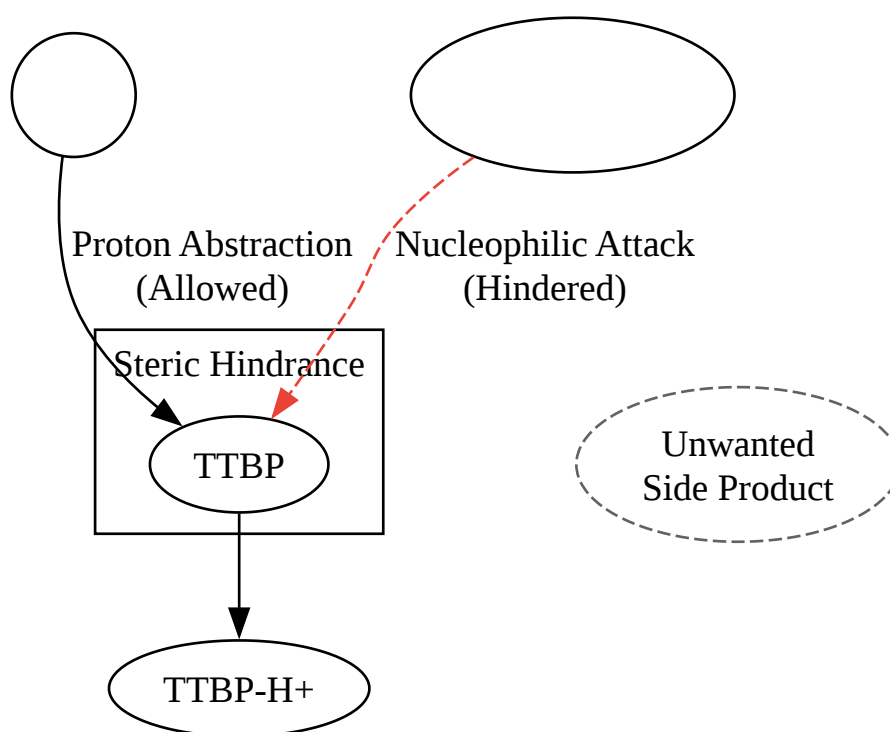 Proton Abstraction
(Allowed)
Nucleophilic Attack
(Hindered)
Steric Hindrance
TTBP
Unwanted
Side Product
TTBP-H+